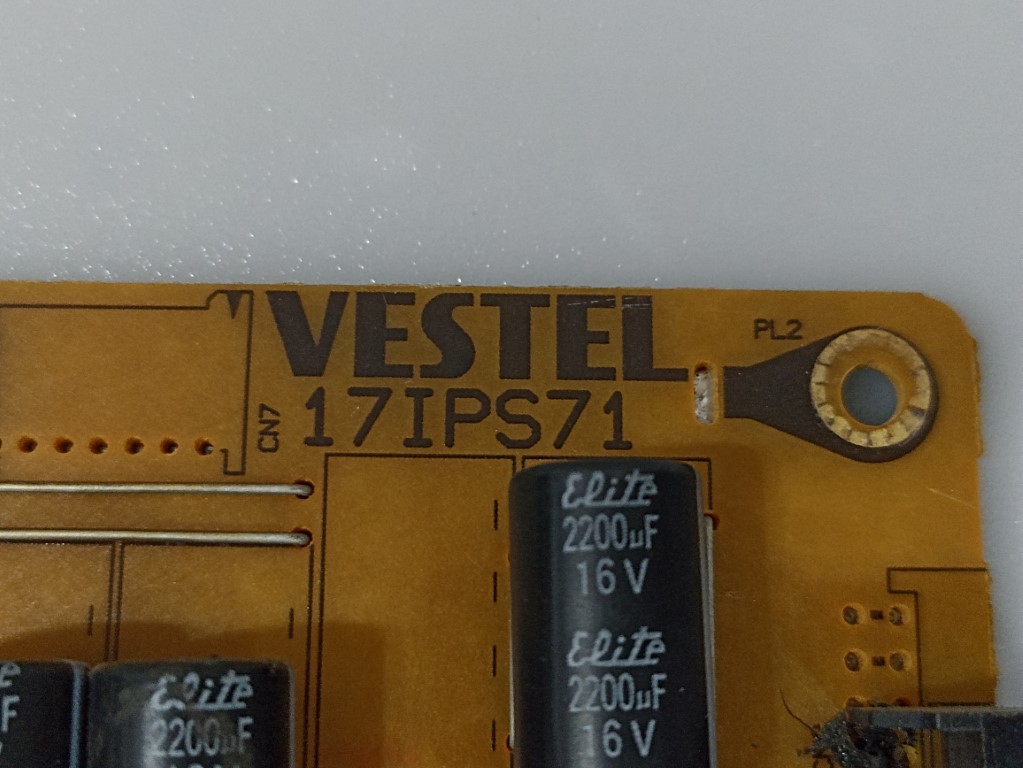 VESTEL
17IPS71
PL2
CN7
Elite
2200uF
16V
Elite
2200uF
16V
Elite
2200uF